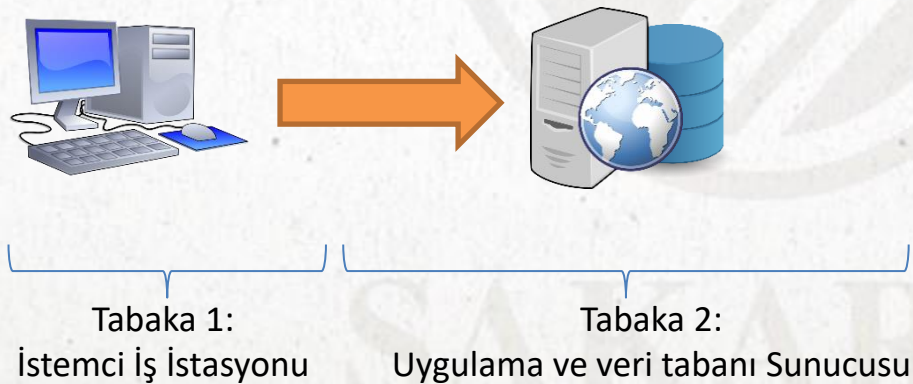 Tabaka 1:
İstemci İş İstasyonu
Tabaka 2:
Uygulama ve veri tabanı Sunucusu